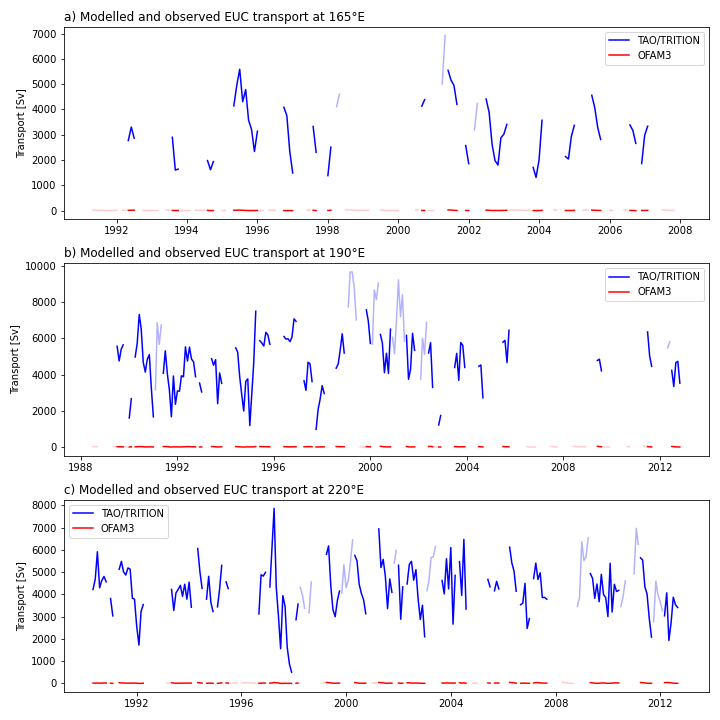 a) Modelled and observed EUC transport at 165°E
Transport [Sv]
7000
6000
5000
4000
3000
2000
1000
0
TAO/TRITION
OFAM3
1992 1994 1996 1998 2000 2002 2004 2006 2008
b) Modelled and observed EUC transport at 190°E
Transport [Sv]
10000
8000
6000
4000
2000
0
TAO/TRITION
OFAM3
1988 1992 1996 2000 2004 2008 2012
c) Modelled and observed EUC transport at 220°E
Transport [Sv]
8000
7000
6000
5000
4000
3000
2000
1000
0
TAO/TRITION
OFAM3
1992 1996 2000 2004 2008 2012